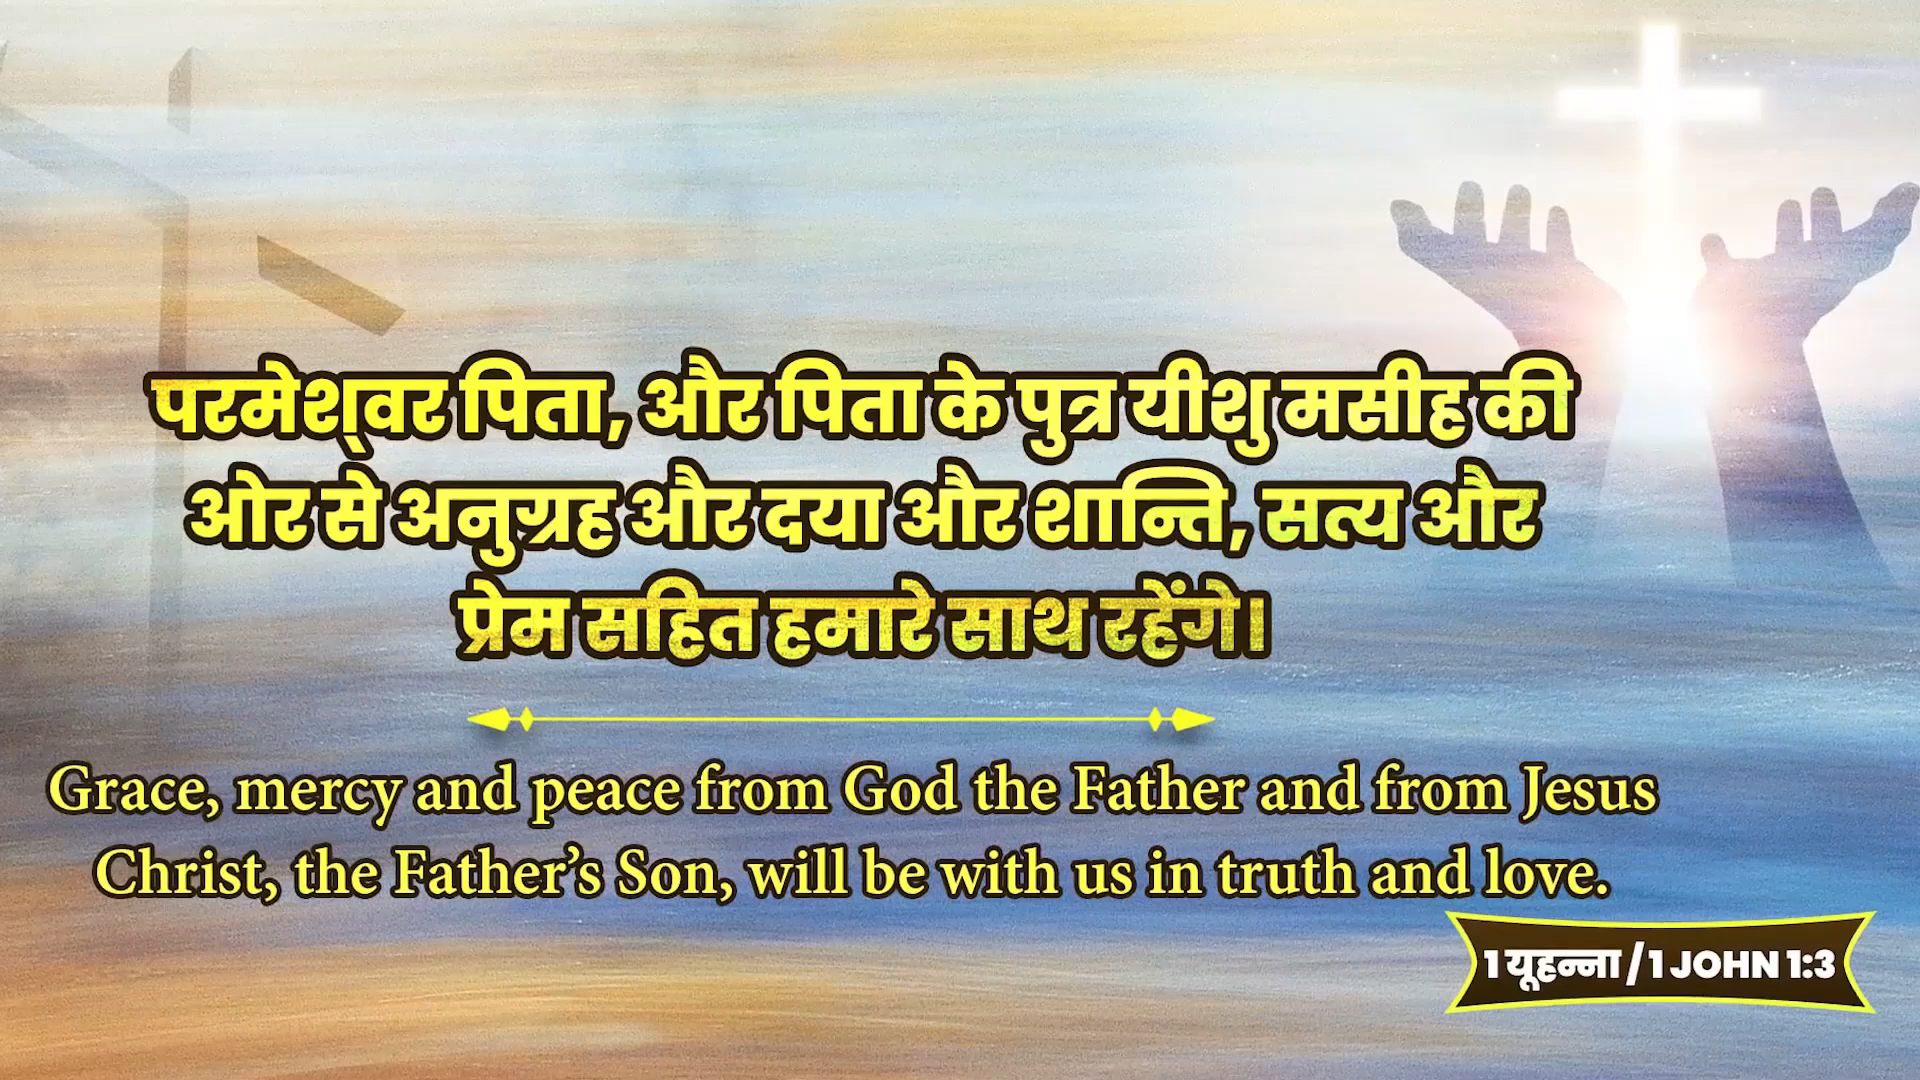 परमेश्वर पिता, और पिता के पुत्र यीशु मसीह की
ओर से अनुग्रह और दया और शान्ति, सत्य और
प्रेम सहित हमारे साथ रहेंगे।
Grace, mercy and peace from God the Father and from Jesus
Christ, the Father’s Son, will be with us in truth and love.
1 यूहन्ना / 1 JOHN 1:3